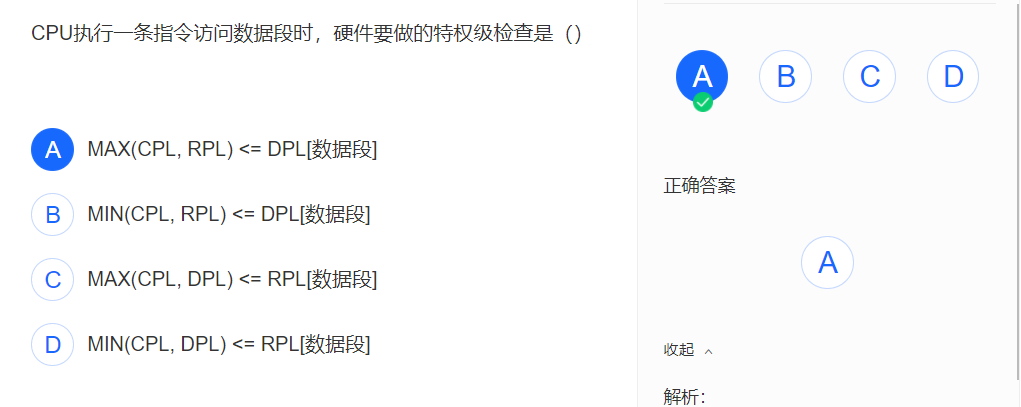 CPU执行一条指令访问数据段时，硬件要做的特权级检查是（）
A MAX(CPL, RPL) <= DPL[数据段]
B MIN(CPL, RPL) <= DPL[数据段]
C MAX(CPL, DPL) <= RPL[数据段]
D MIN(CPL, DPL) <= RPL[数据段]
A B C D
正确答案
A
收起
解析：